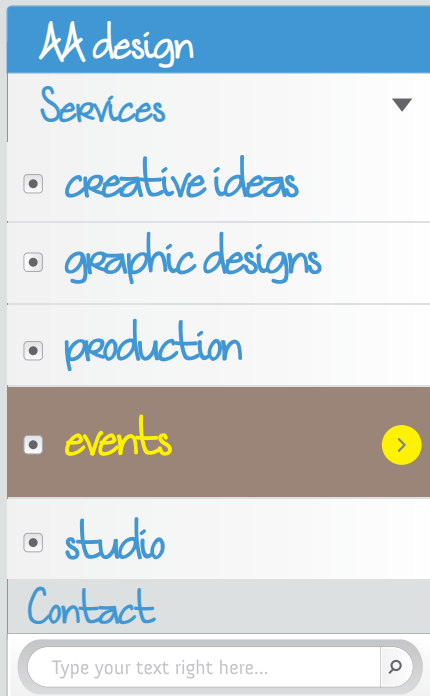 AA design
Services
creative ideas
graphic designs
production
events
studio
Contact
Type your text right here...